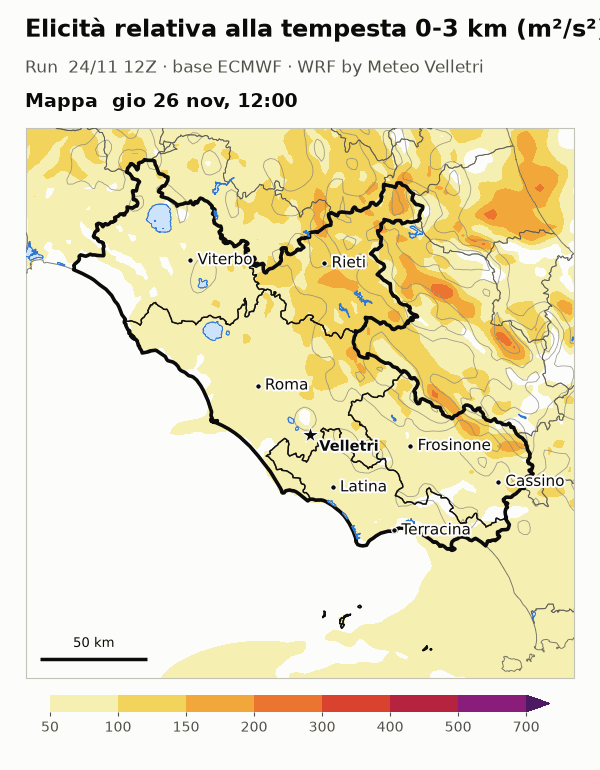 Elicità relativa alla tempesta 0-3 km (m²/s²)
Run  24/11 12Z · base ECMWF · WRF by Meteo Velletri
Mappa  gio 26 nov, 12:00
Viterbo
Rieti
Roma
Velletri
Frosinone
Latina
Cassino
Terracina
50 km
50 100 150 200 300 400 500 700